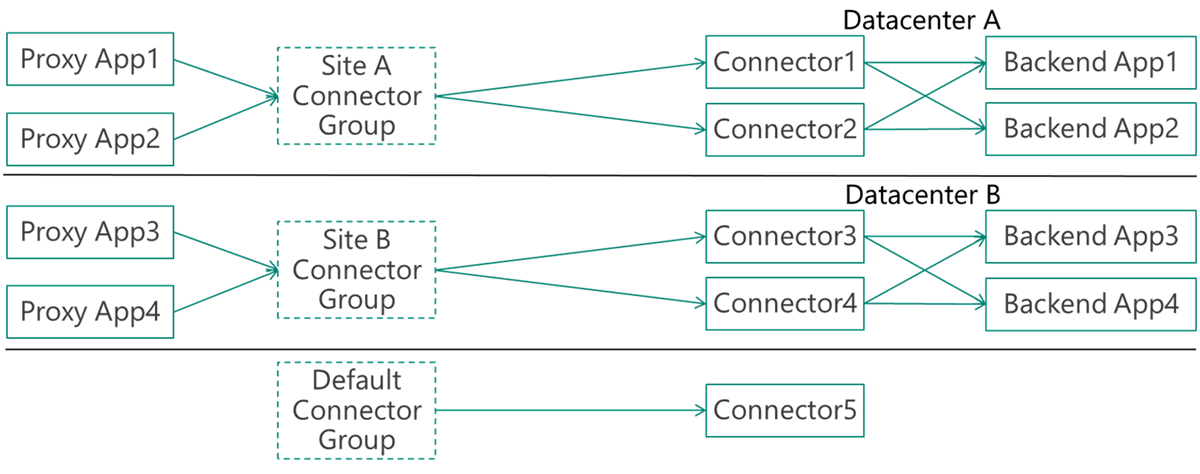 Datacenter A
Proxy App1
Site A
Connector
Group
Connector1
Backend App1
Proxy App2
Connector2
Backend App2
Datacenter B
Proxy App3
Site B
Connector
Group
Connector3
Backend App3
Proxy App4
Connector4
Backend App4
Default
Connector
Group
Connector5